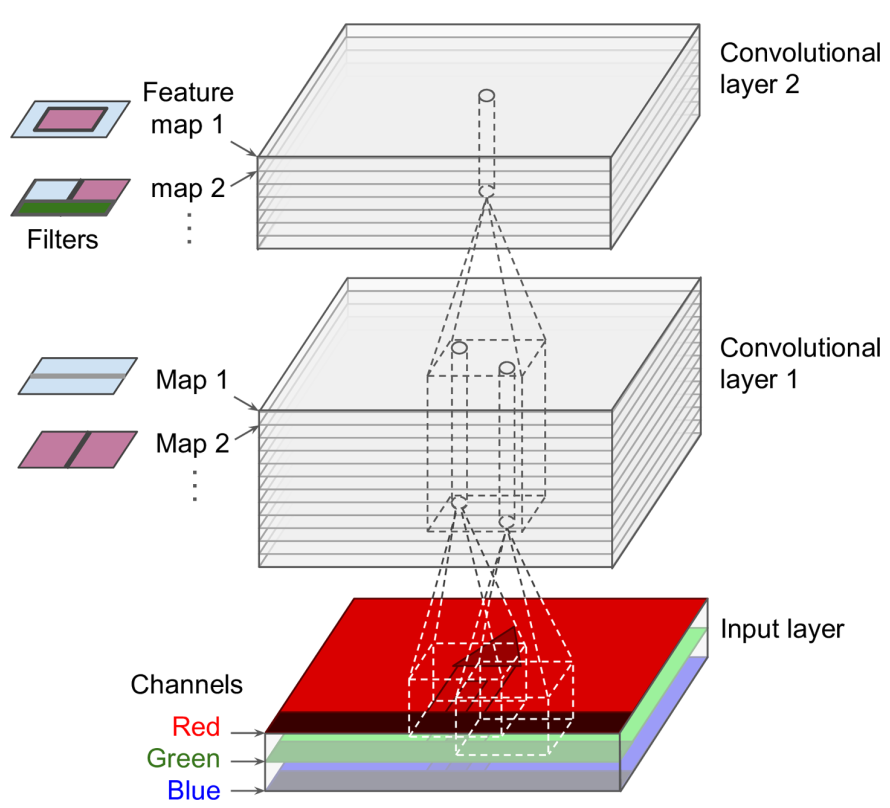 Convolutional
layer 2
Feature
map 1
map 2
Filters
Convolutional
layer 1
Map 1
Map 2
Input layer
Channels
Red
Green
Blue